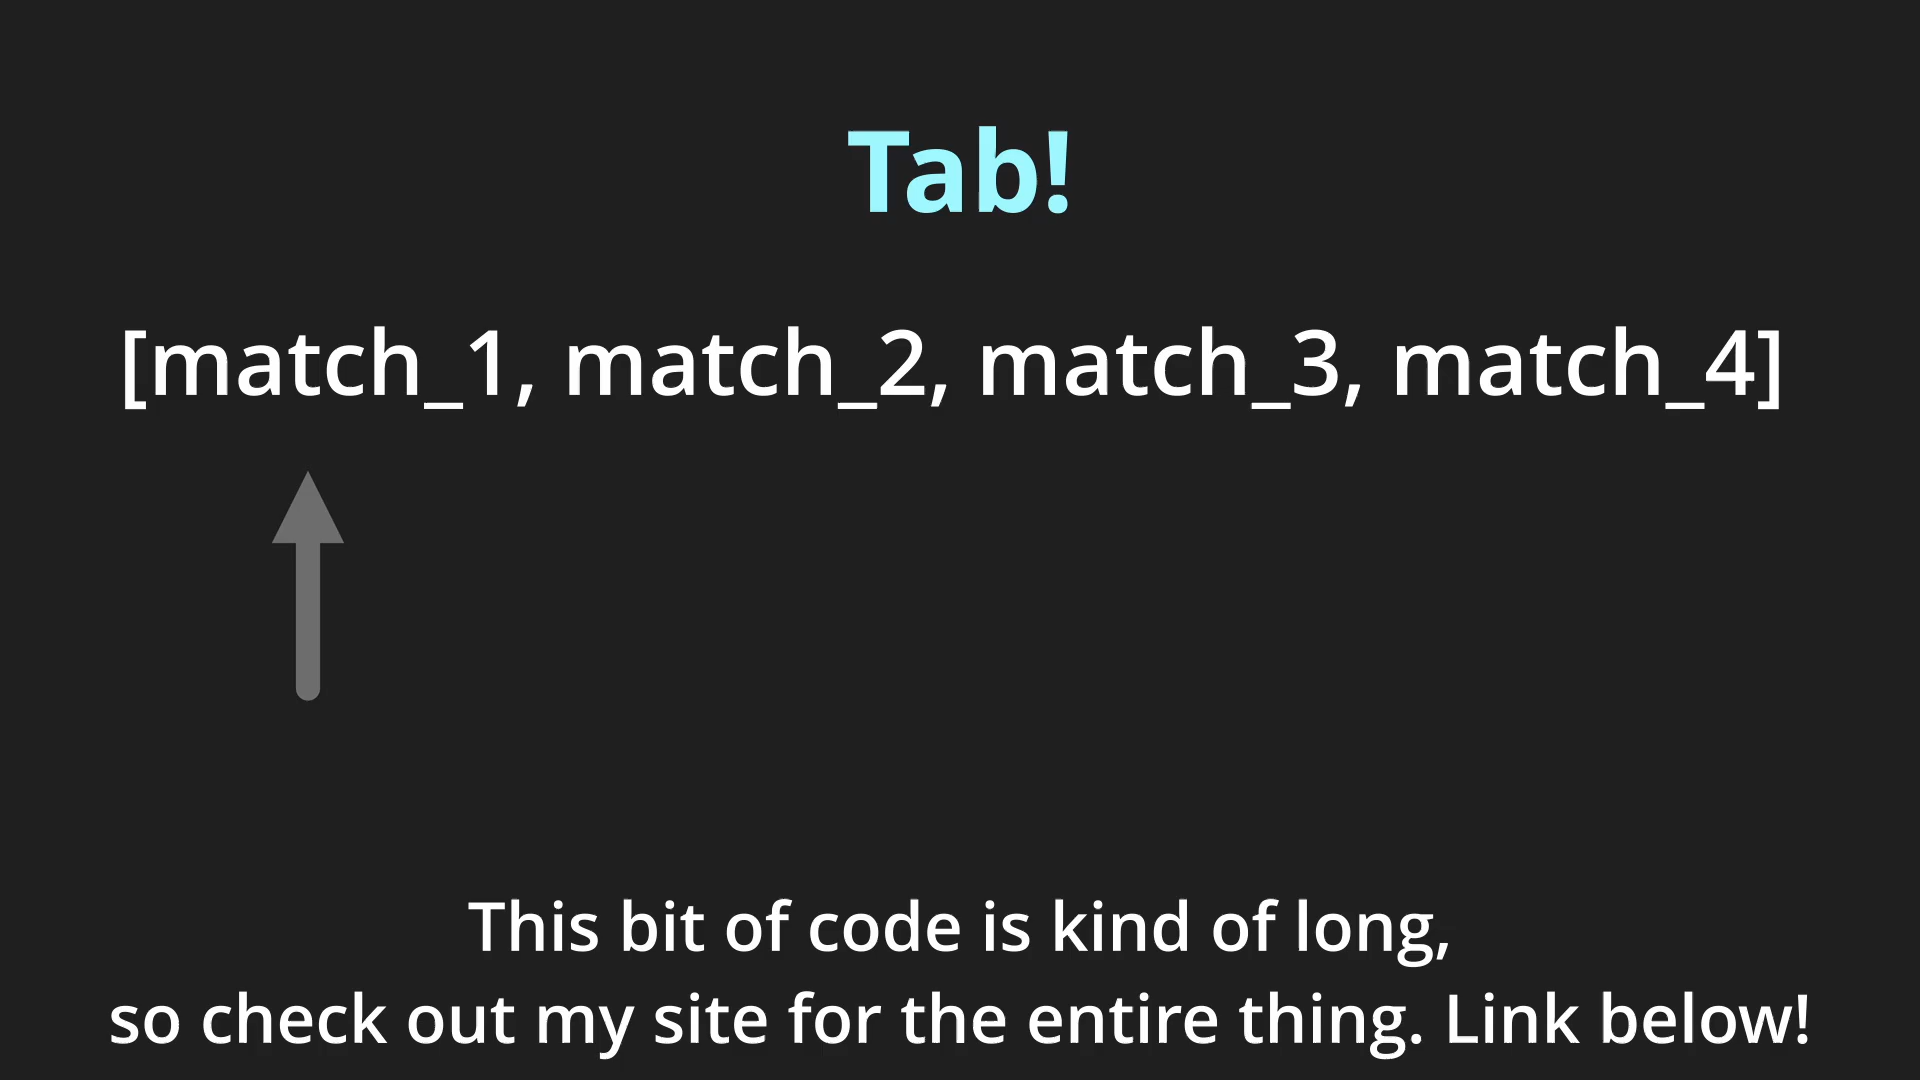 Tab!
[match_1, match_2, match_3, match_4]
This bit of code is kind of long,
so check out my site for the entire thing. Link below!